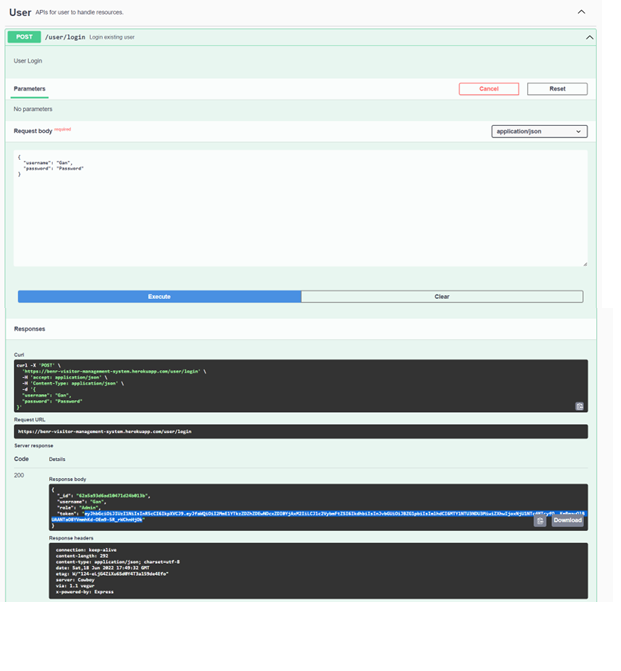 User APIs for user to handle resources.
POST /user/login Login existing user
User Login
Parameters Cancel Reset
No parameters
Request body required application/json
{
"username": "Gan",
"password": "Password"
}
Execute Clear
Responses
Curl
curl -X 'POST' \
'https://benr-visitor-management-system.herokuapp.com/user/login' \
-H 'accept: application/json' \
-H 'Content-Type: application/json' \
-d '{
"username": "Gan",
"password": "Password"
}'
Request URL
https://benr-visitor-management-system.herokuapp.com/user/login
Server response
Code Details
200
Response body
{
"_id":
"username": "Gan",
"role": "Admin",
"token":
}
Download
Response headers
connection: keep-alive
content-length: 292
content-type: application/json; charset=utf-8
date: Sat,18 Jun 2022 17:49:32 GMT
etag:
server: Cowboy
via: 1.1 vegur
x-powered-by: Express